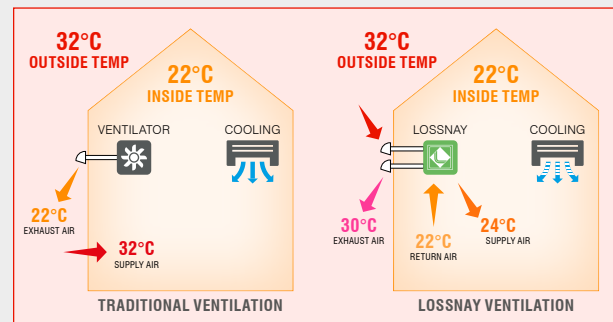 32°C
OUTSIDE TEMP
22°C
INSIDE TEMP
VENTILATOR
COOLING
22°C
EXHAUST AIR
32°C
SUPPLY AIR
TRADITIONAL VENTILATION
32°C
OUTSIDE TEMP
22°C
INSIDE TEMP
LOSSNAY
COOLING
30°C
EXHAUST AIR
22°C
RETURN AIR
24°C
SUPPLY AIR
LOSSNAY VENTILATION